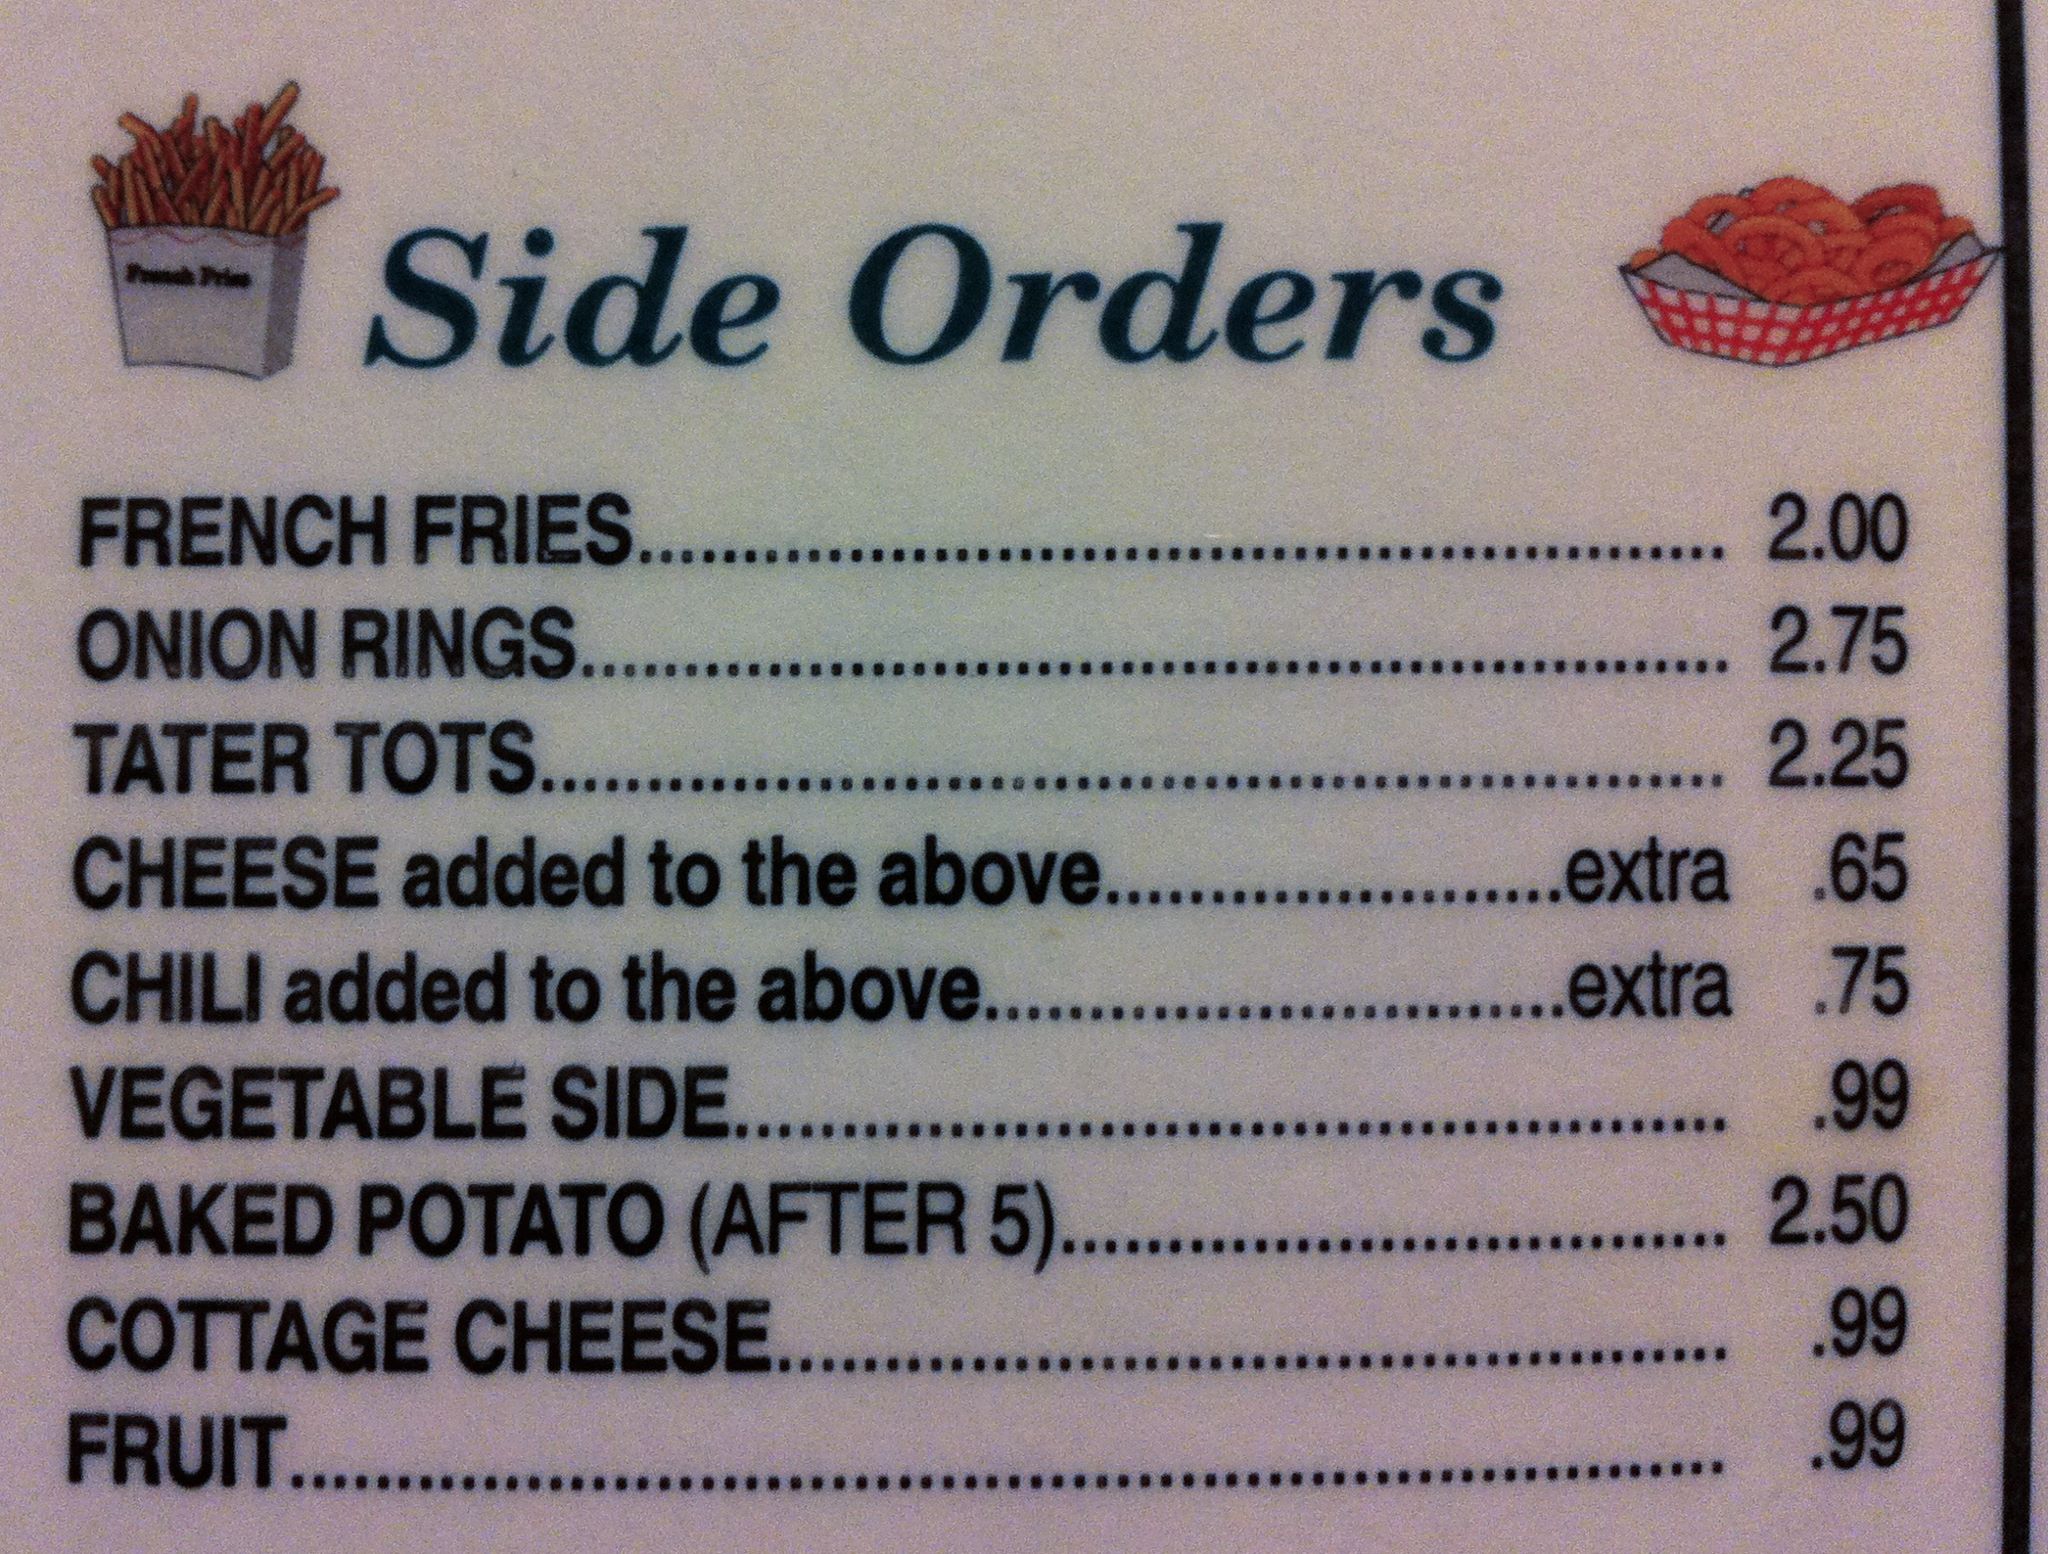 French Fries
Side Orders
FRENCH FRIES.................................................... 2.00
ONION RINGS....................................................... 2.75
TATER TOTS......................................................... 2.25
CHEESE added to the above......................extra .65
CHILI added to the above............................extra .75
VEGETABLE SIDE............................................... .99
BAKED POTATO (AFTER 5)................................ 2.50
COTTAGE CHEESE............................................. .99
FRUIT.................................................................... .99